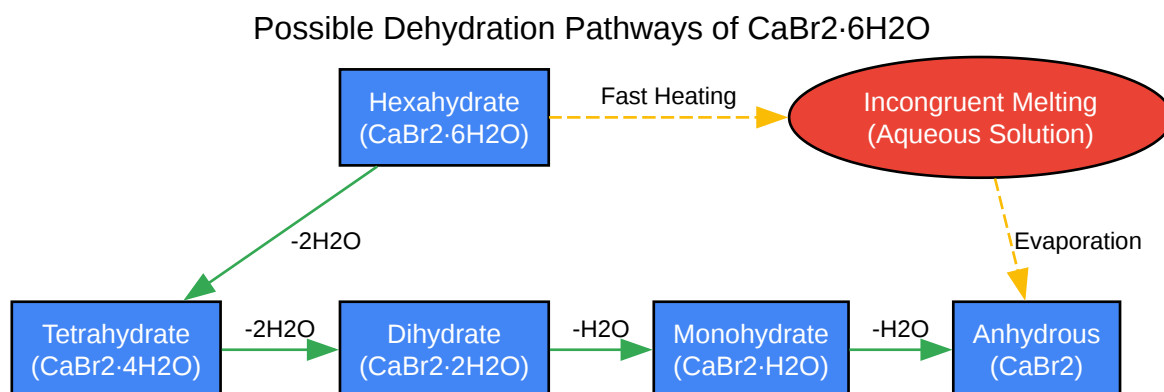 Possible Dehydration Pathways of CaBr2·6H2O
Hexahydrate
(CaBr2·6H2O)
Fast Heating
Incongruent Melting
(Aqueous Solution)
-2H2O
Evaporation
Tetrahydrate
(CaBr2·4H2O)
-2H2O
Dihydrate
(CaBr2·2H2O)
-H2O
Monohydrate
(CaBr2·H2O)
-H2O
Anhydrous
(CaBr2)